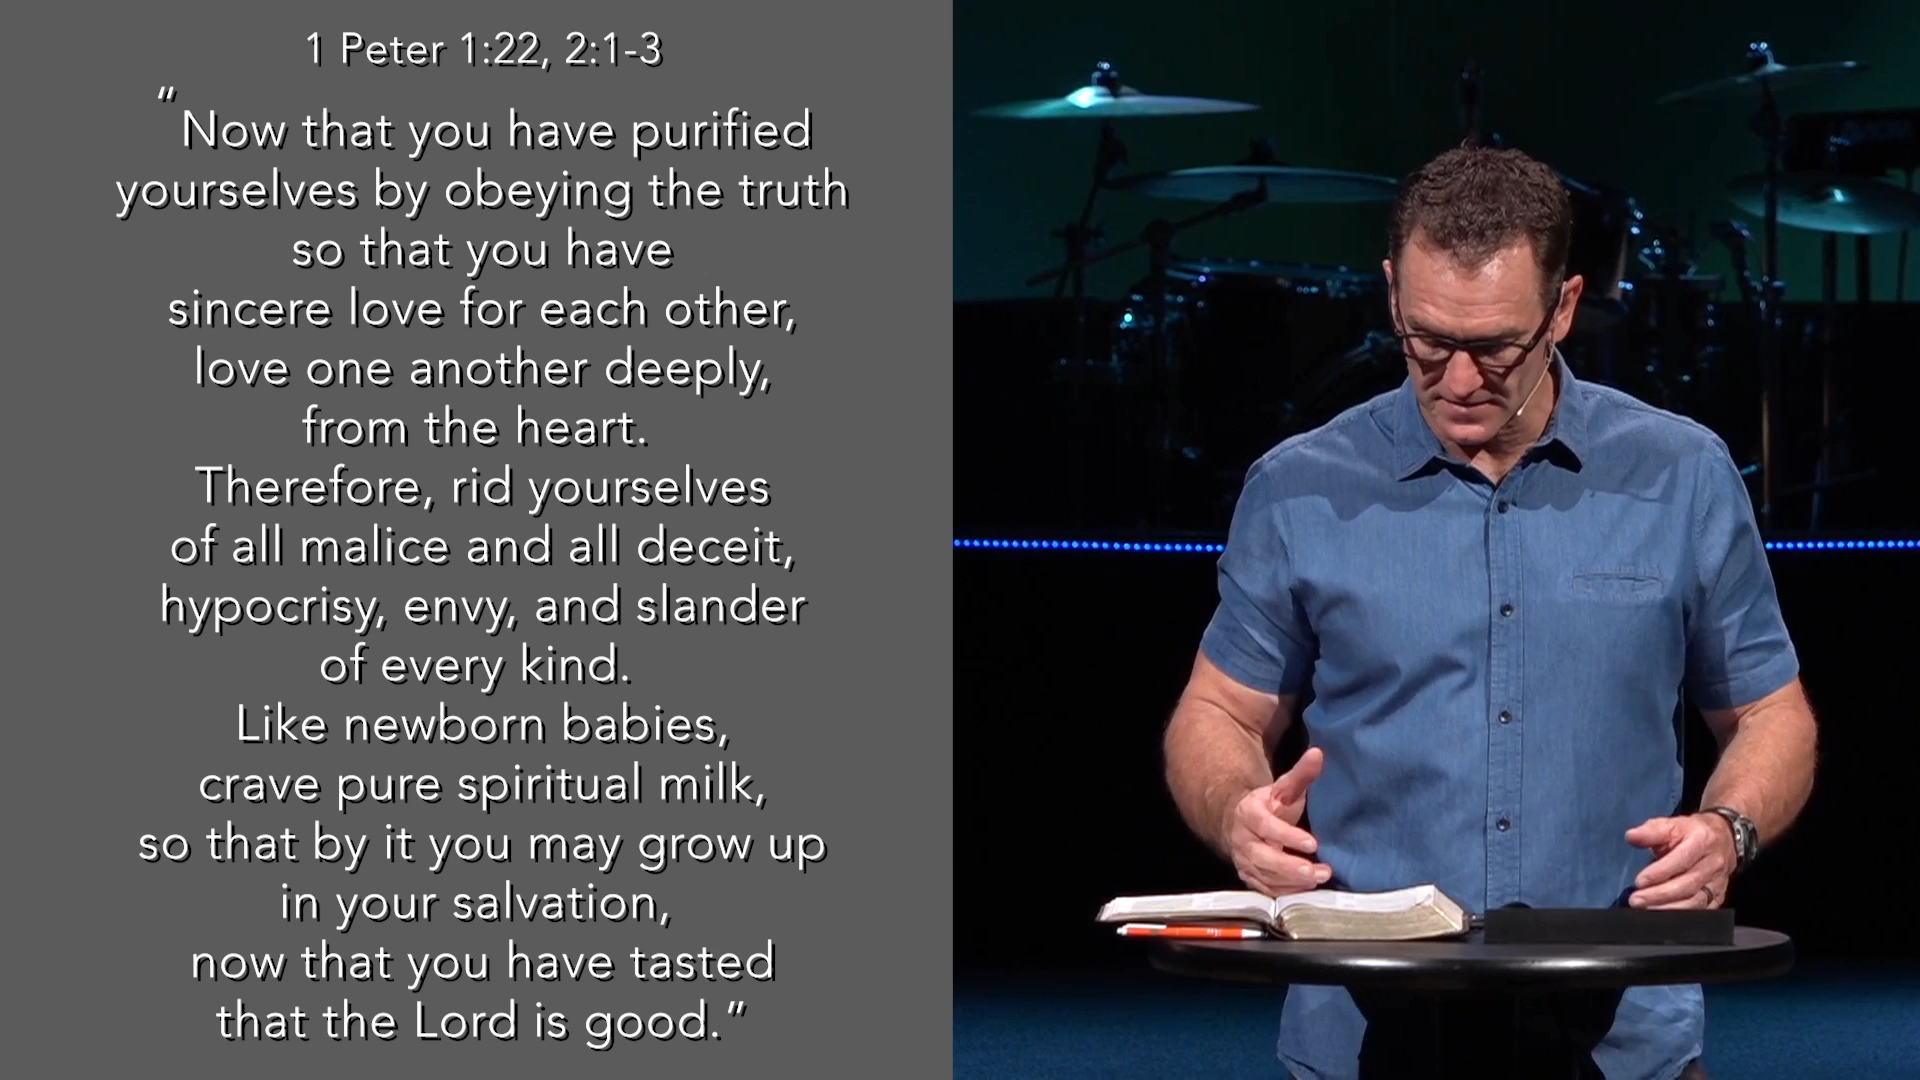 1 Peter 1:22, 2:1-3
"Now that you have purified
yourselves by obeying the truth
so that you have
sincere love for each other,
love one another deeply,
from the heart.
Therefore, rid yourselves
of all malice and all deceit,
hypocrisy, envy, and slander
of every kind.
Like newborn babies,
crave pure spiritual milk,
so that by it you may grow up
in your salvation,
now that you have tasted
that the Lord is good."